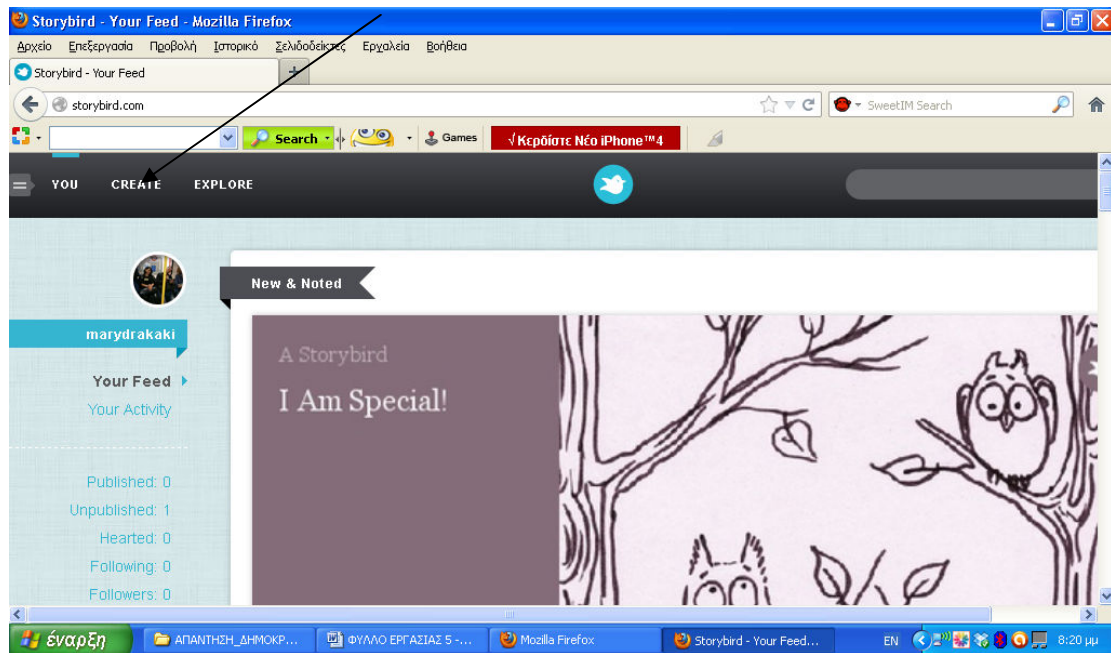 Storybird - Your Feed - Mozilla Firefox
Αρχείο Επεξεργασία Προβολή Ιστορικό Σελιδοδείκτες Εργαλεία Βοήθεια
Storybird - Your Feed
storybird.com SweetIM Search
Search Games √Κερδίστε Νέο iPhone™4
YOU CREATE EXPLORE
New & Noted
marydrakaki
A Storybird
Your Feed
I Am Special!
Your Activity
Published: 0
Unpublished: 1
Hearted: 0
Following: 0
Followers: 0
έναρξη ΑΠΑΝΤΗΣΗ_ΔΗΜΟΚΡ... ΦΥΛΛΟ ΕΡΓΑΣΙΑΣ 5 -... Mozilla Firefox Storybird - Your Feed... EN 8:20 μμ